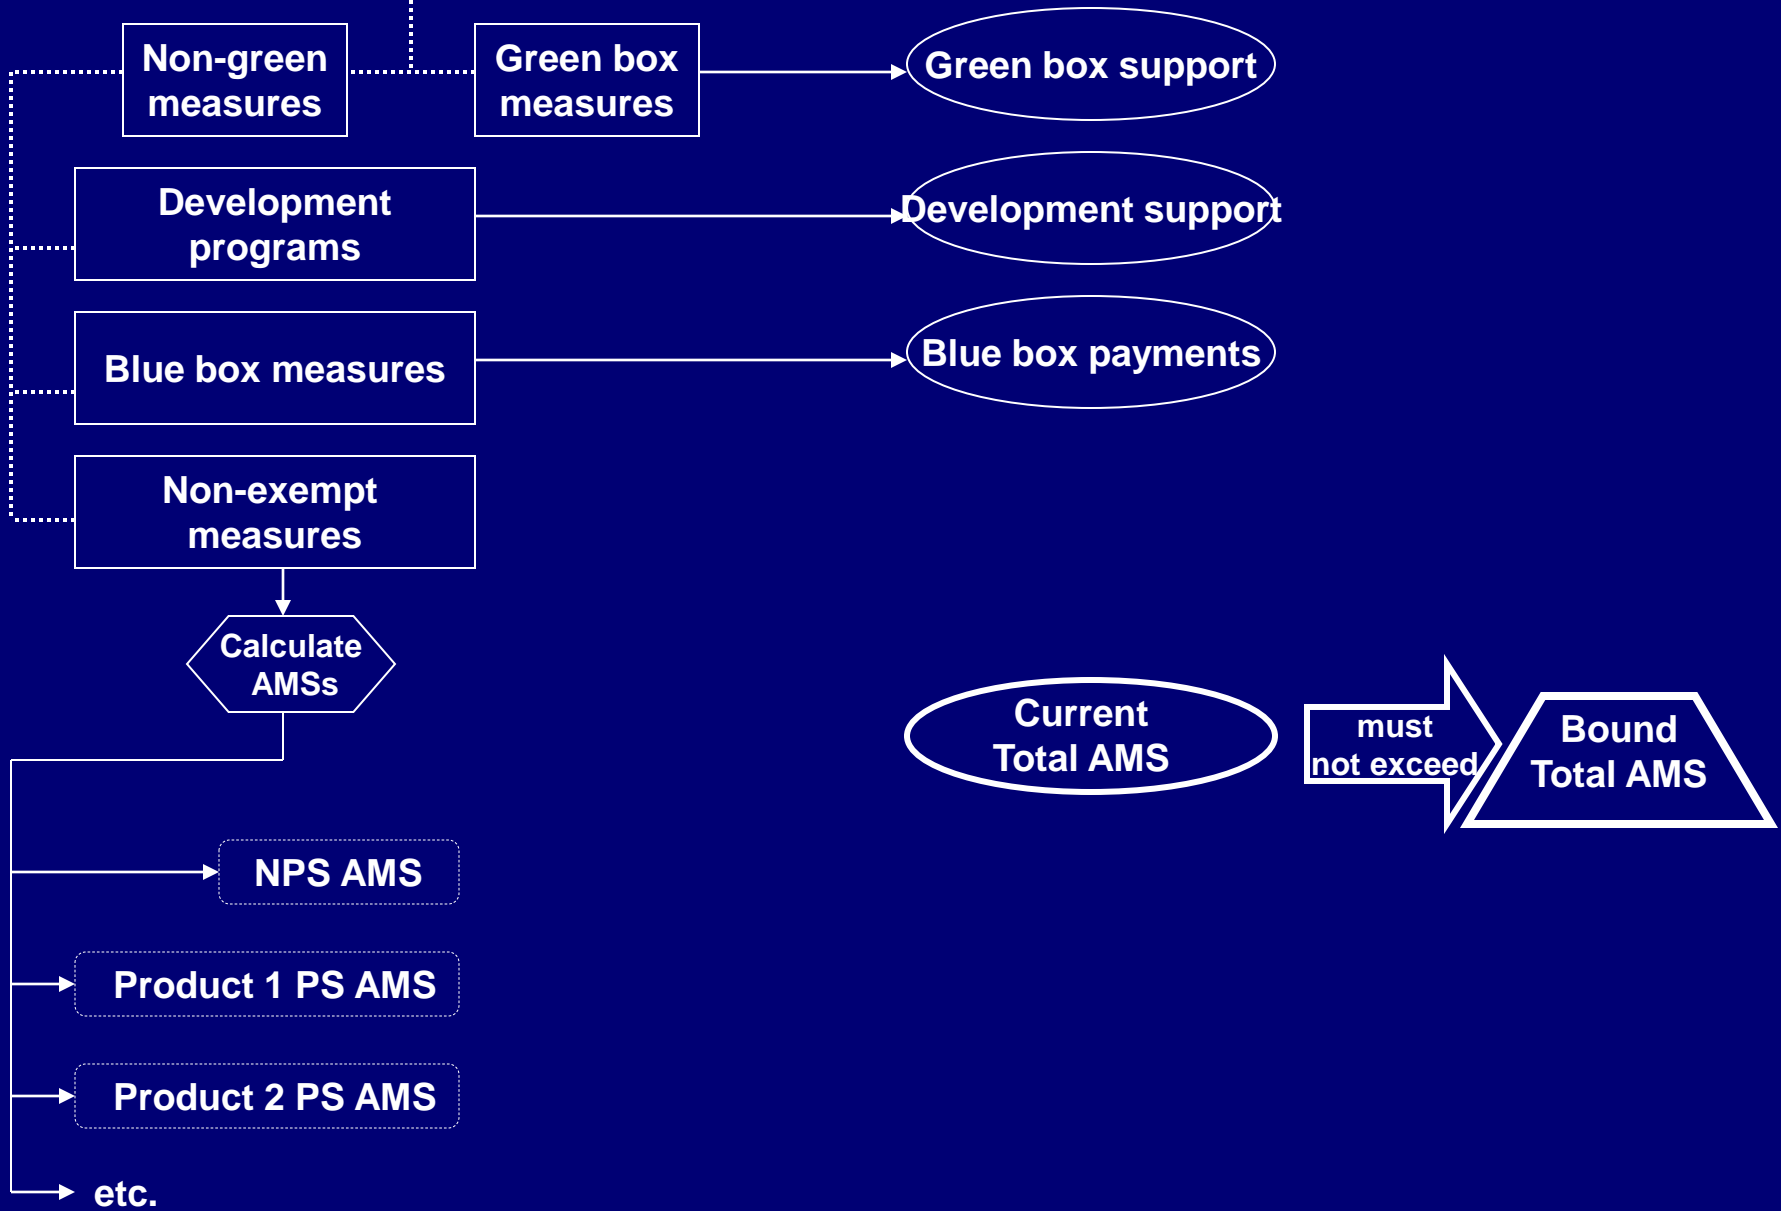 Non-green
measures
Green box
measures
Green box support
Development
programs
Development support
Blue box measures
Blue box payments
Non-exempt
measures
Calculate
AMSs
Current
Total AMS
must
not exceed
Bound
Total AMS
NPS AMS
Product 1 PS AMS
Product 2 PS AMS
etc.